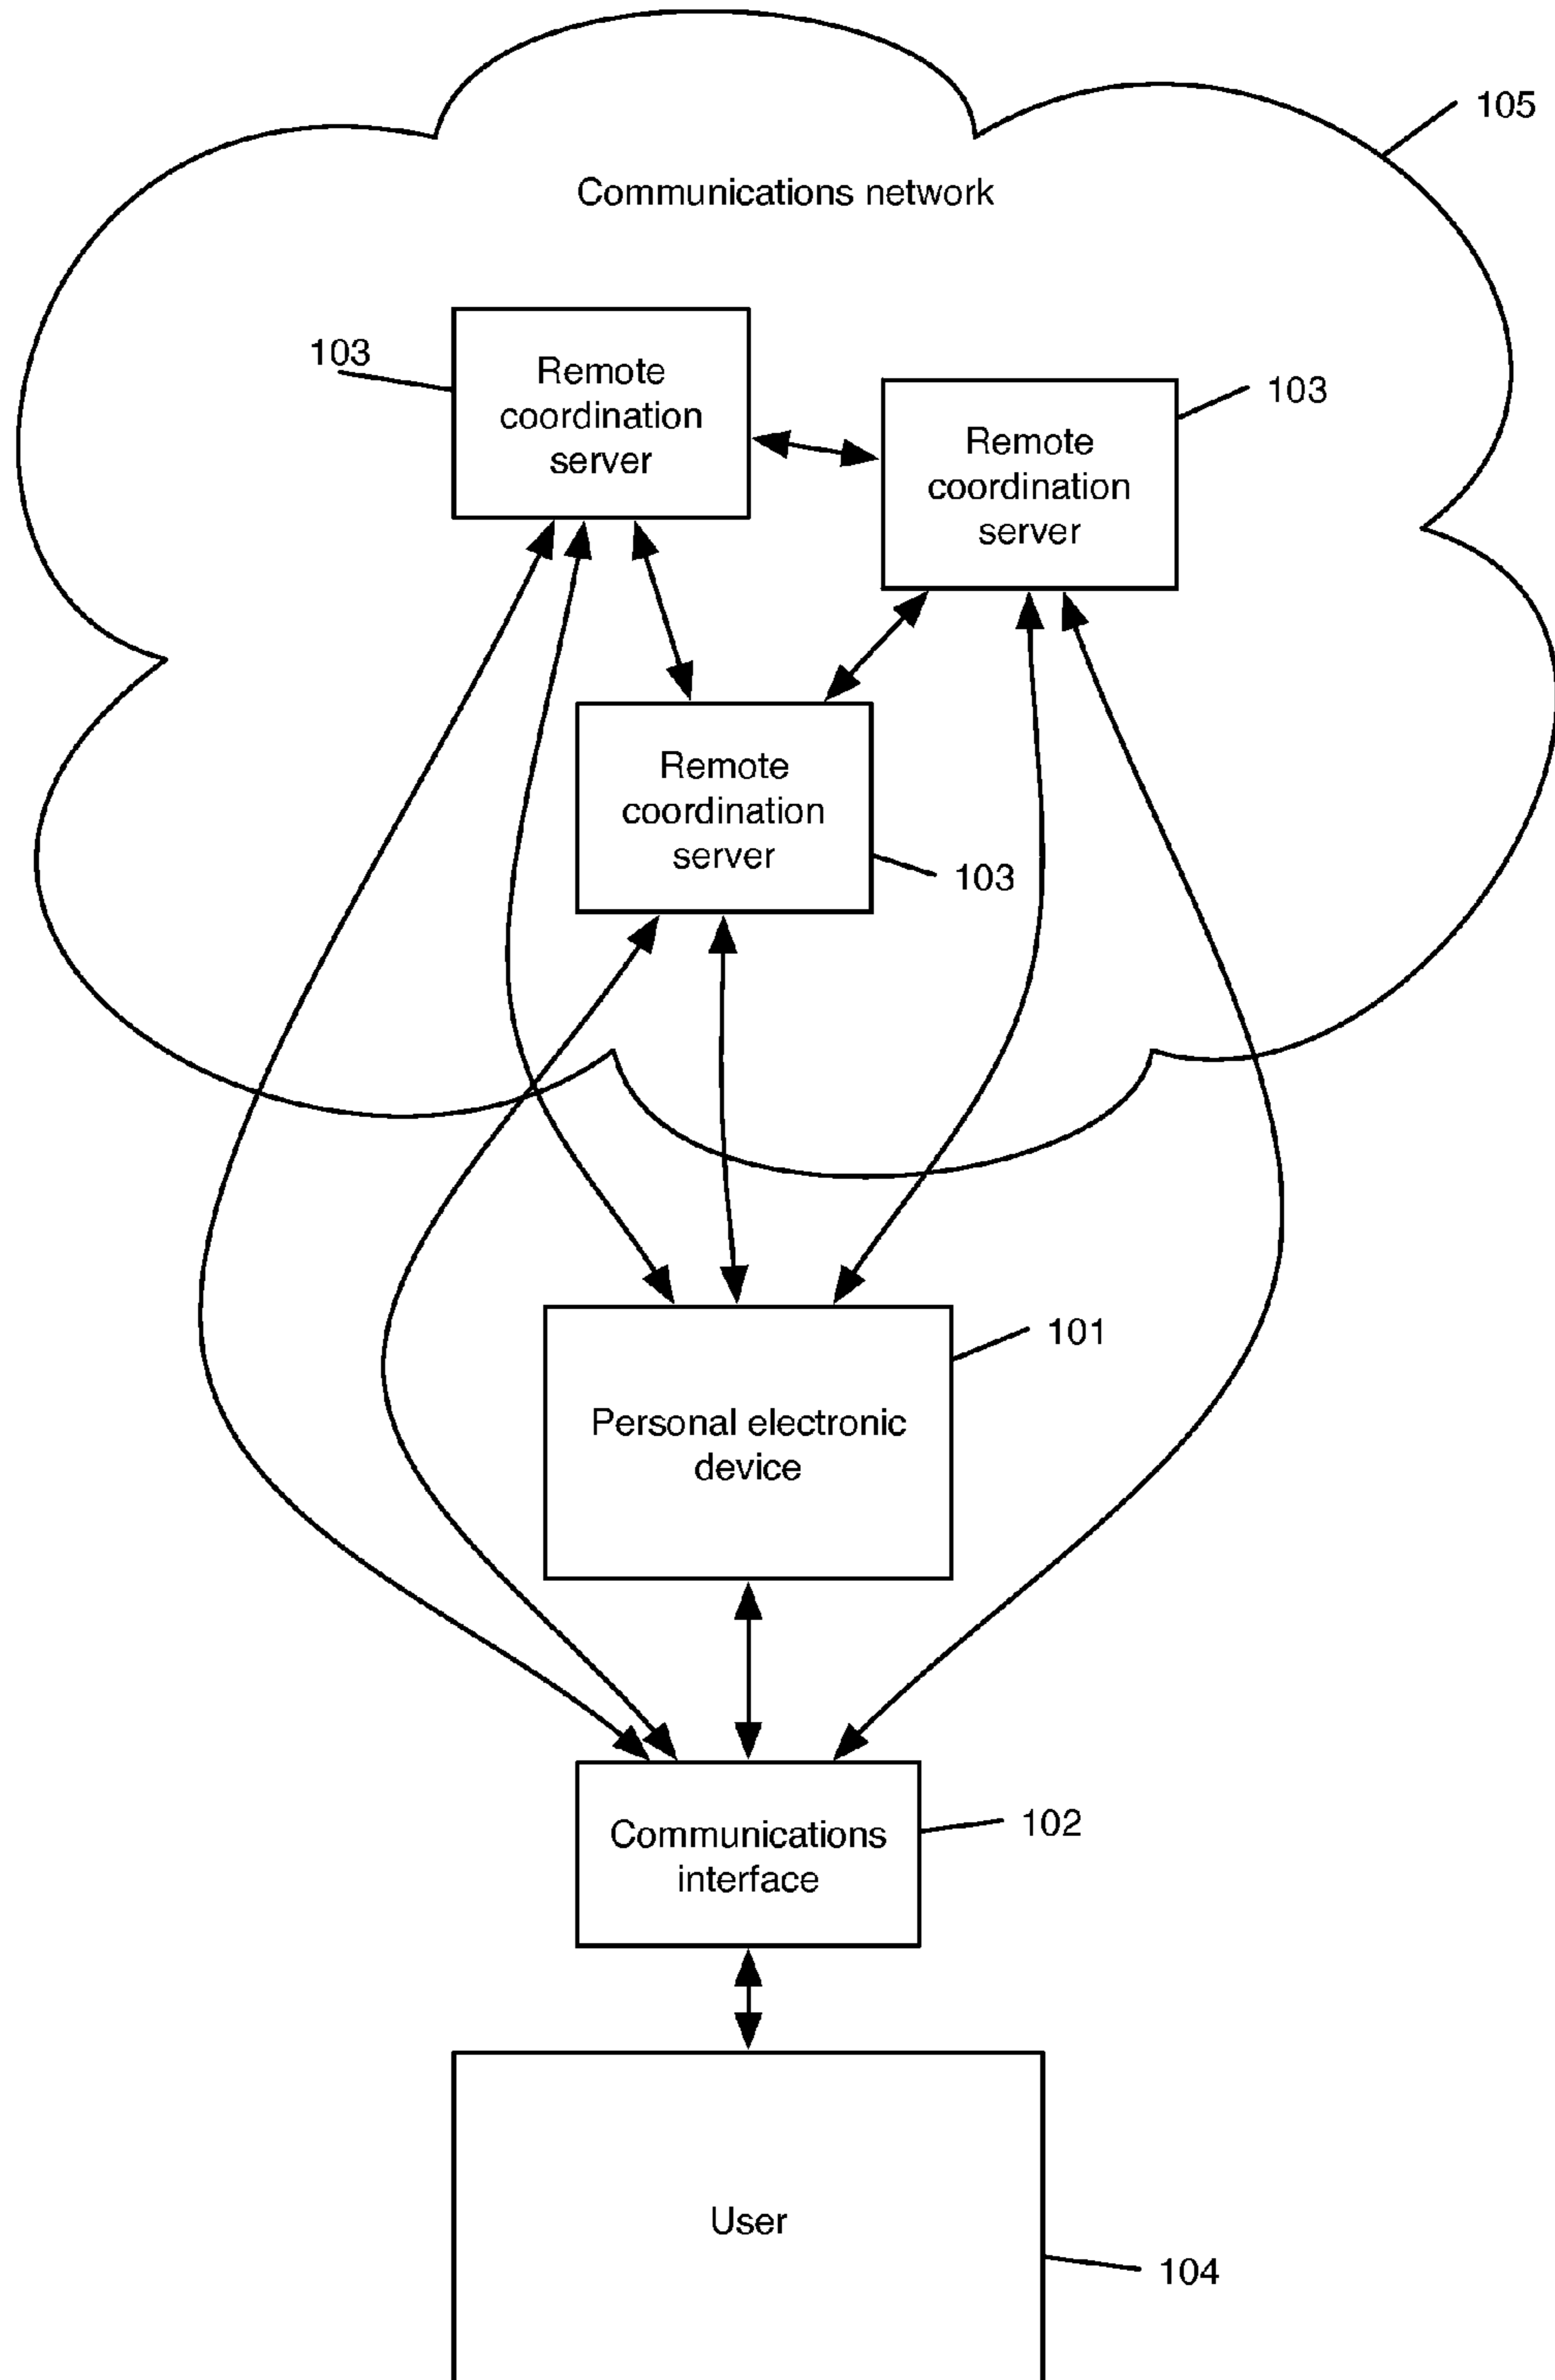 105
Communications network
103
Remote
coordination
server
103
Remote
coordination
server
Remote
coordination
server
103
101
Personal electronic
device
102
Communications
interface
User
104